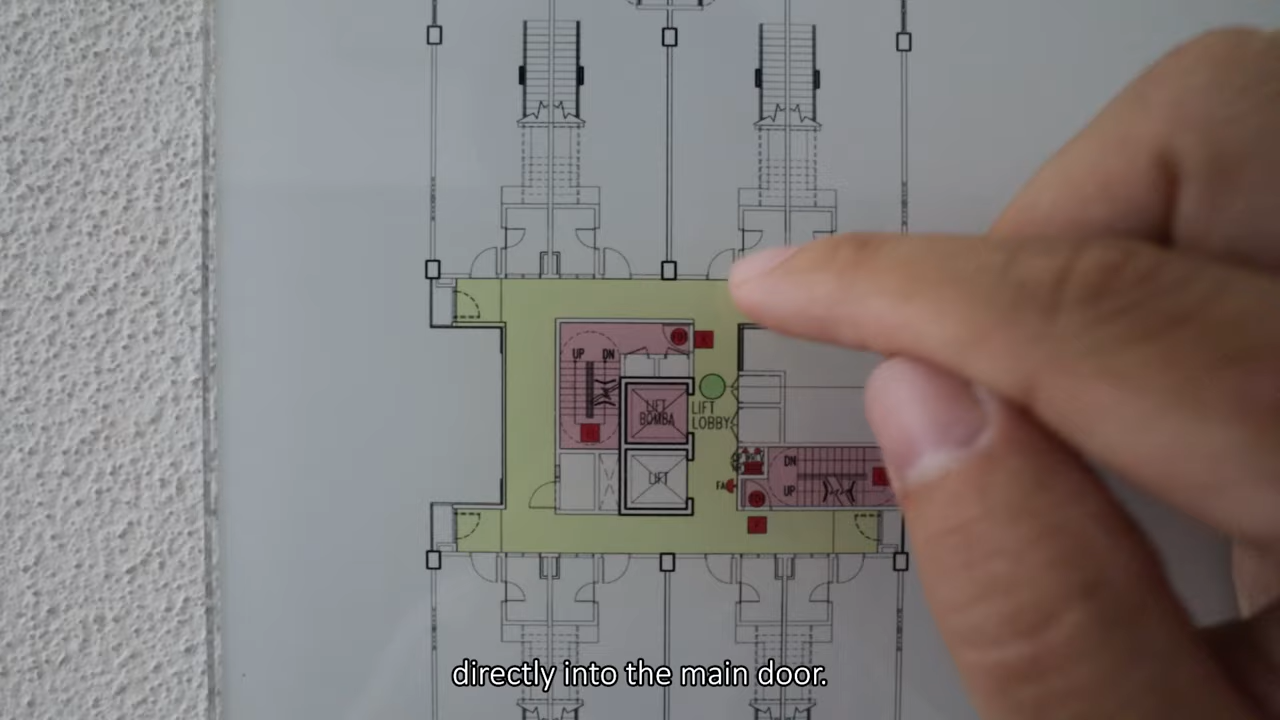 UP DN
LIFT
BOMBA
LIFT
LOBBY
LIFT
DN
UP
FA
directly into the main door.